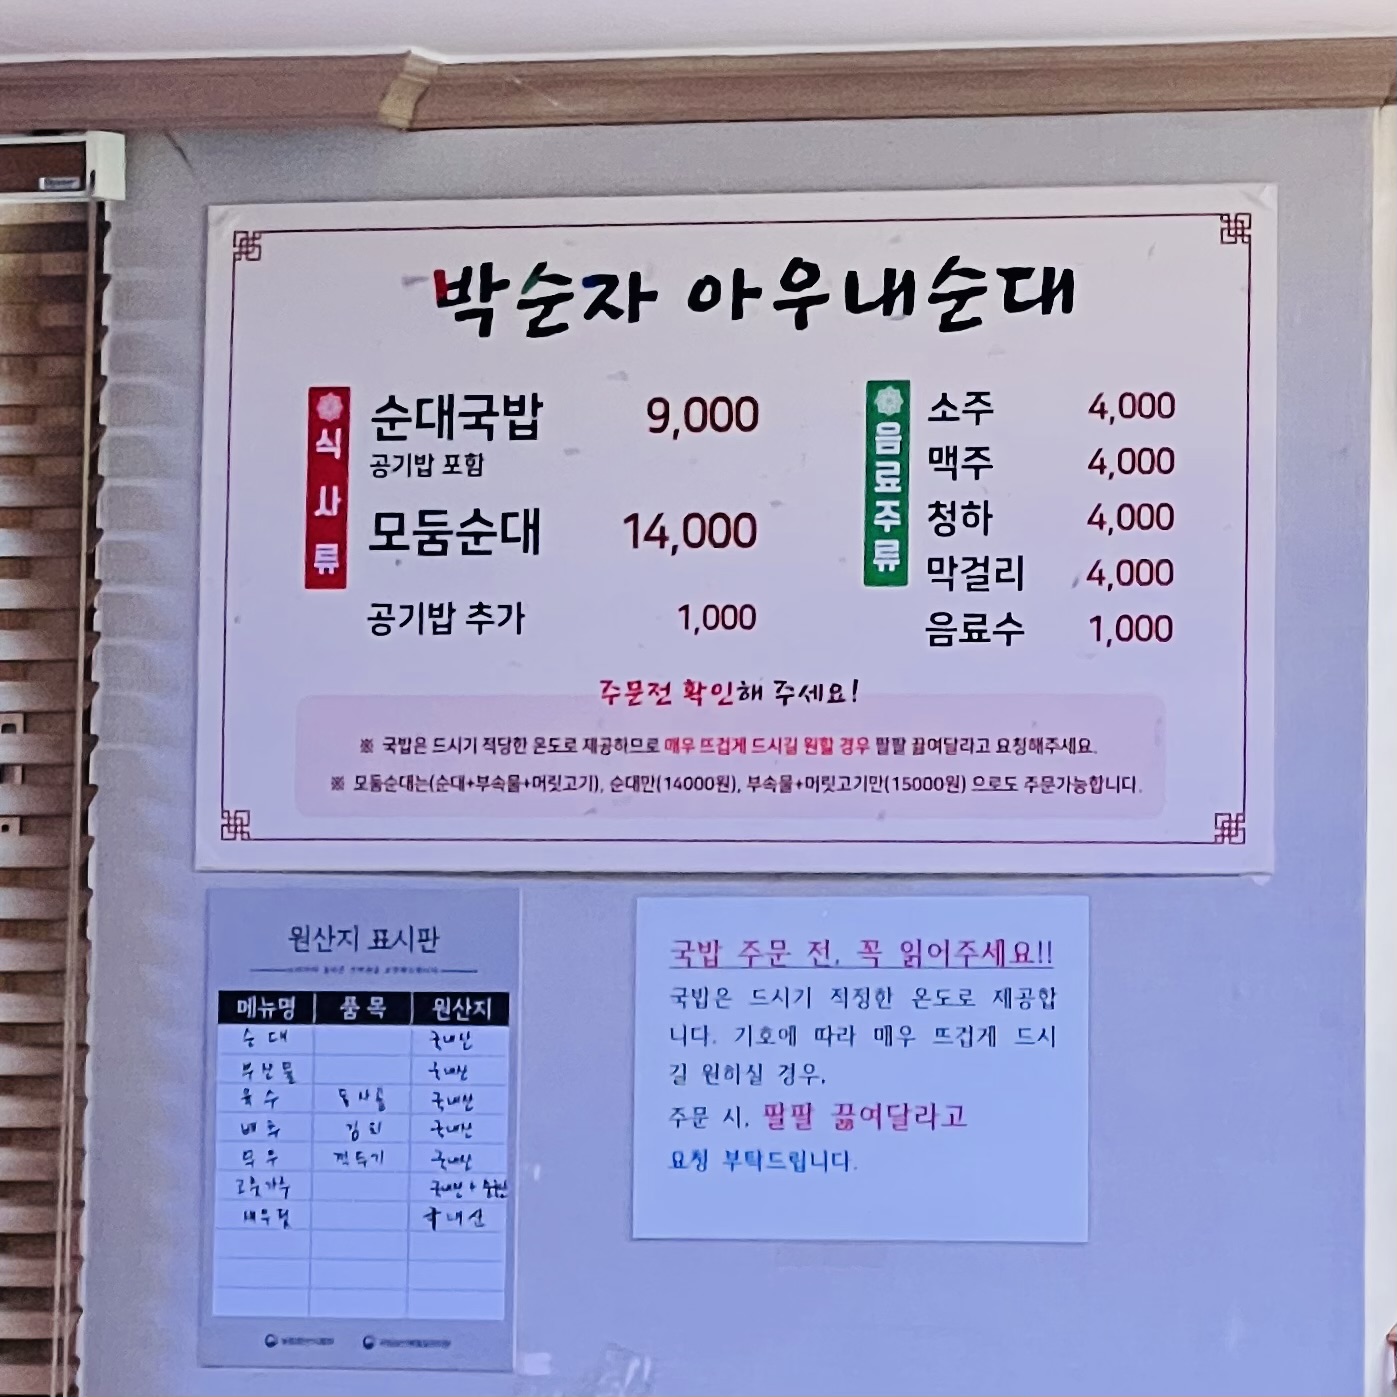 박순자 아우내순대
식사류
순대국밥 9,000
공기밥 포함
모둠순대 14,000
공기밥 추가 1,000
음료주류
소주 4,000
맥주 4,000
청하 4,000
막걸리 4,000
음료수 1,000
주문전 확인해 주세요!
※ 국밥은 드시기 적당한 온도로 제공하므로 매우 뜨겁게 드시길 원할 경우 팔팔 끓여달라고 요청해주세요.
※ 모둠순대는(순대+부속물+머릿고기), 순대만(14000원), 부속물+머릿고기만(15000원) 으로도 주문가능합니다.
원산지 표시판
메뉴명 품목 원산지
순대 국내산
부산물 국내산
육수 돈사골 국내산
배추 김치 국내산
무우 깍두기 국내산
고춧가루 국내산+
새우젓 국내산
국밥 주문 전, 꼭 읽어주세요!!
국밥은 드시기 적정한 온도로 제공합
니다. 기호에 따라 매우 뜨겁게 드시
길 원하실 경우,
주문 시, 팔팔 끓여달라고
요청 부탁드립니다.